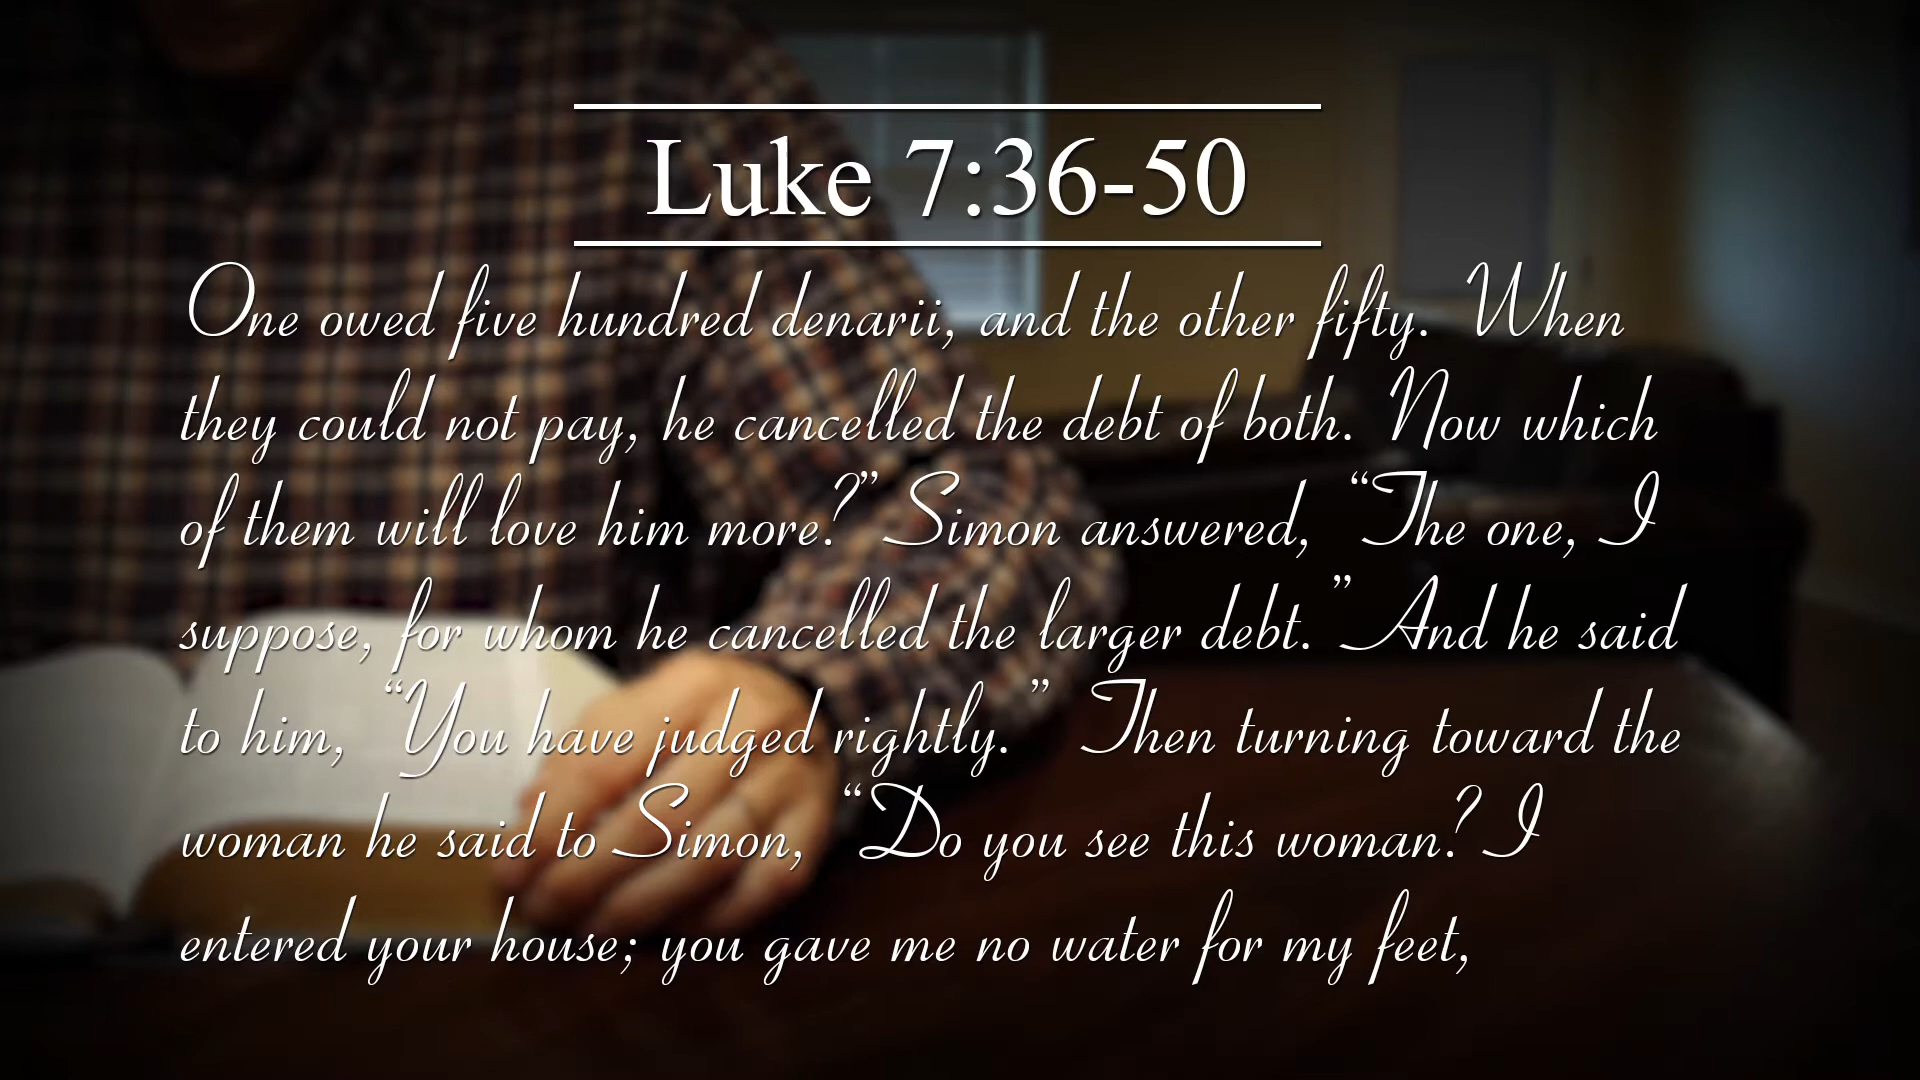 Luke 7:36-50
One owed five hundred denarii, and the other fifty. When
they could not pay, he cancelled the debt of both. Now which
of them will love him more?” Simon answered, “The one, I
suppose, for whom he cancelled the larger debt.” And he said
to him, “You have judged rightly.” Then turning toward the
woman he said to Simon, “Do you see this woman? I
entered your house; you gave me no water for my feet,